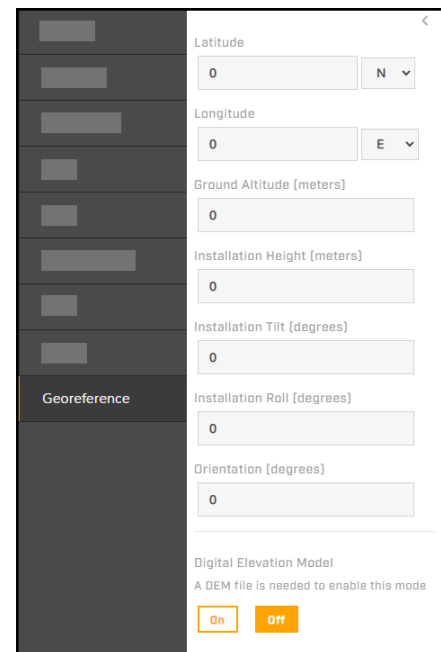 Latitude
0 N
Longitude
0 E
Ground Altitude (meters)
0
Installation Height (meters)
0
Installation Tilt (degrees)
0
Georeference
Installation Roll (degrees)
0
Orientation (degrees)
0
Digital Elevation Model
A DEM file is needed to enable this mode
On Off